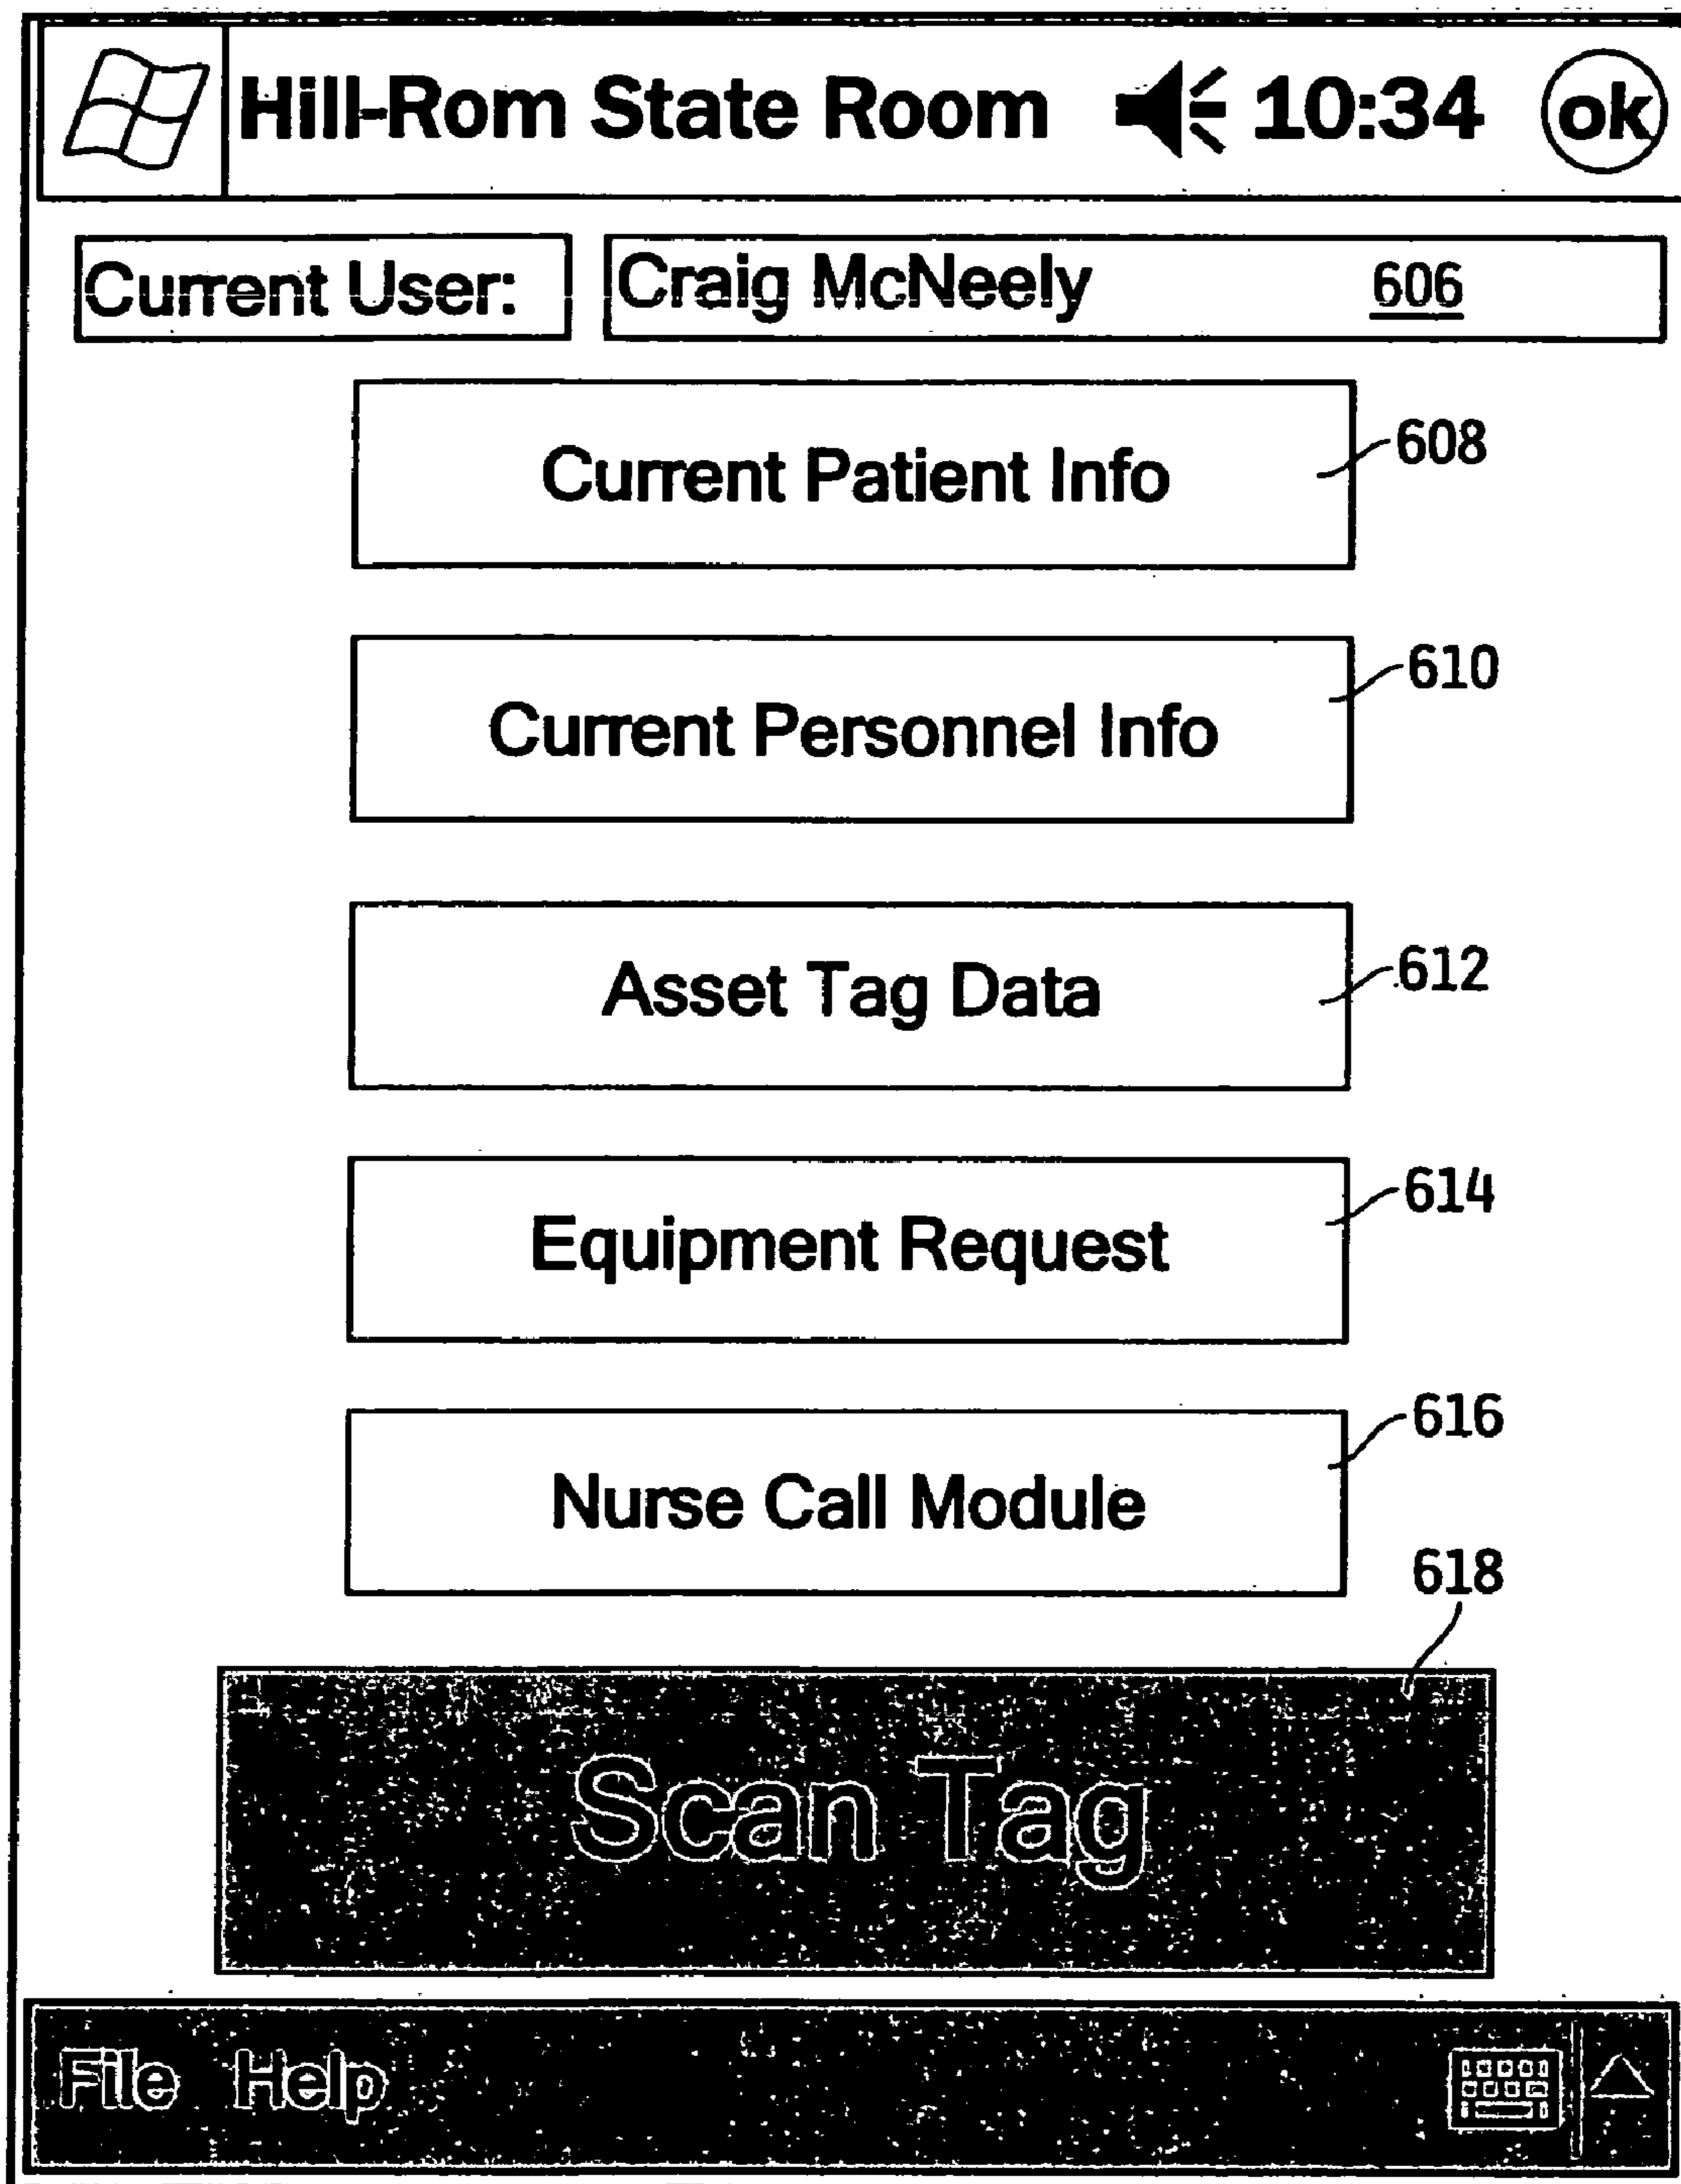 Hill-Rom State Room 10:34 ok
Current User: Craig McNeely 606
Current Patient Info 608
Current Personnel Info 610
Asset Tag Data 612
Equipment Request 614
Nurse Call Module 616
618
Scan Tag
File Help